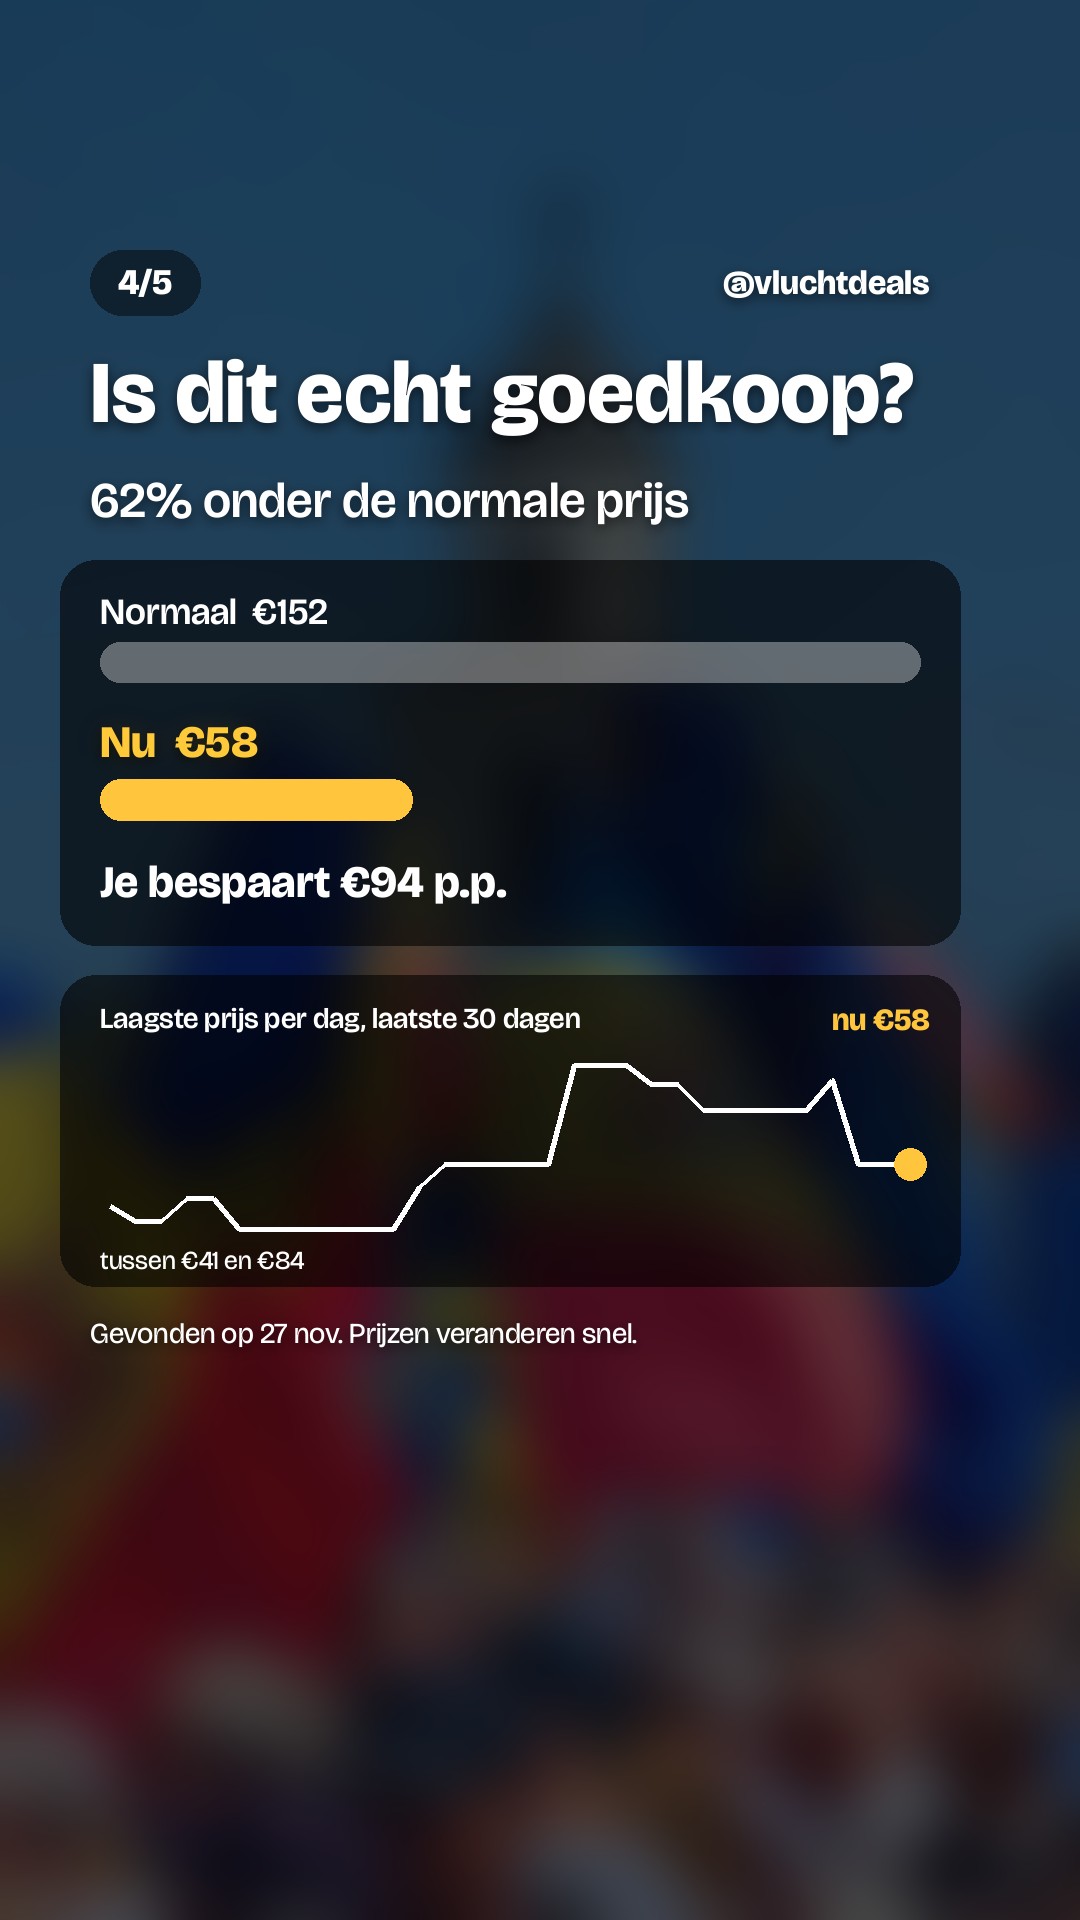 4/5
@vluchtdeals
Is dit echt goedkoop?
62% onder de normale prijs
Normaal €152
Nu €58
Je bespaart €94 p.p.
Laagste prijs per dag, laatste 30 dagen
nu €58
tussen €41 en €84
Gevonden op 27 nov. Prijzen veranderen snel.